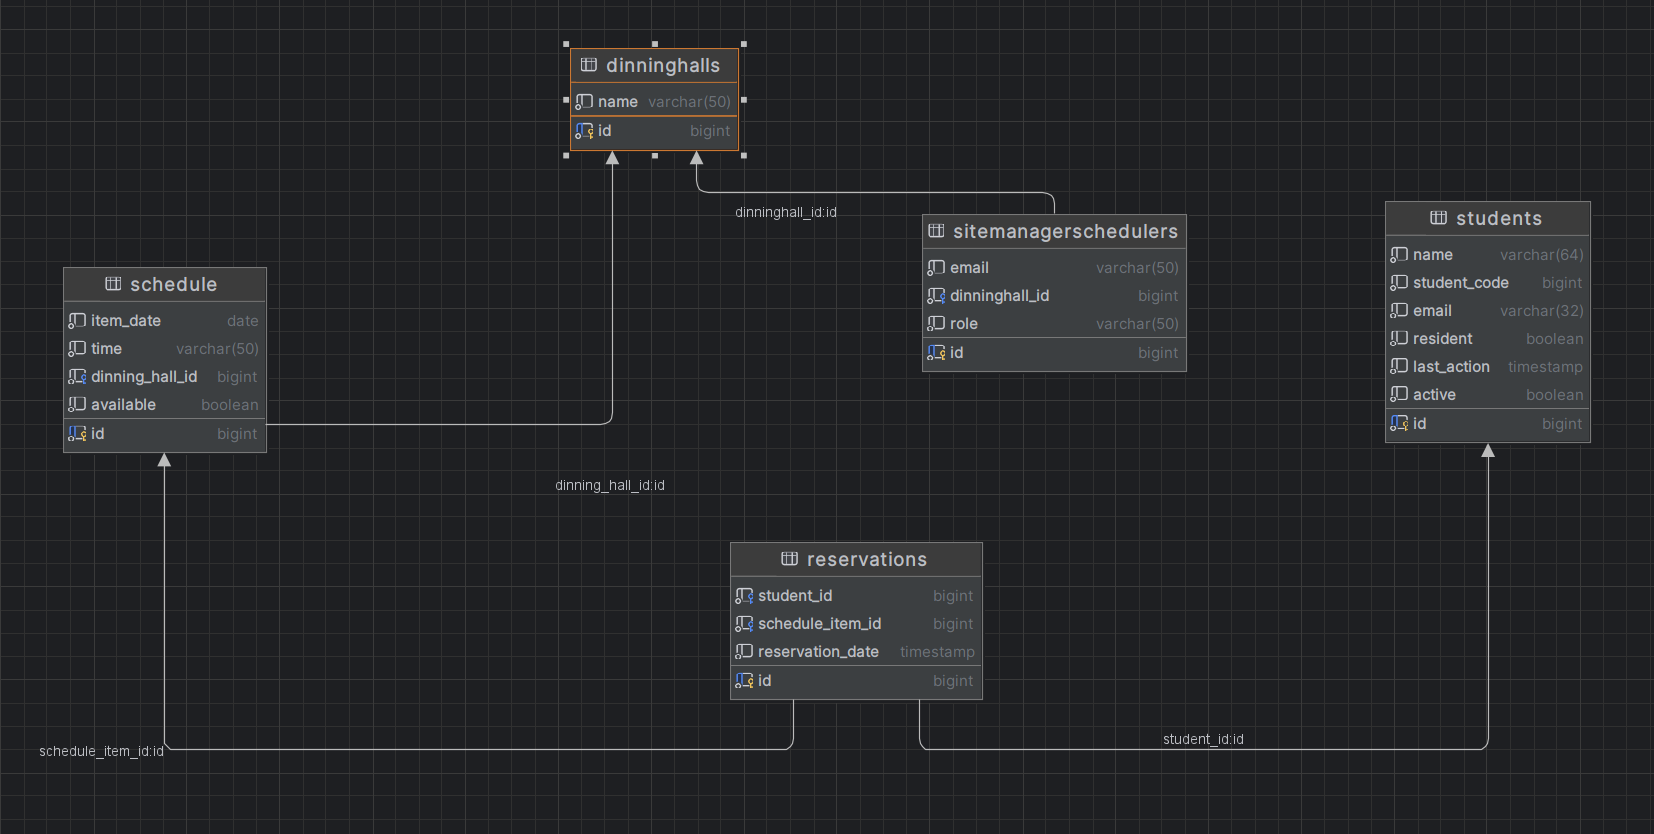 dinninghalls
name varchar(50)
id bigint
dinninghall_id:id
sitemanagerschedulers
email varchar(50)
dinninghall_id bigint
role varchar(50)
id bigint
students
name varchar(64)
student_code bigint
email varchar(32)
resident boolean
last_action timestamp
active boolean
id bigint
schedule
item_date date
time varchar(50)
dinning_hall_id bigint
available boolean
id bigint
dinning_hall_id:id
reservations
student_id bigint
schedule_item_id bigint
reservation_date timestamp
id bigint
schedule_item_id:id
student_id:id